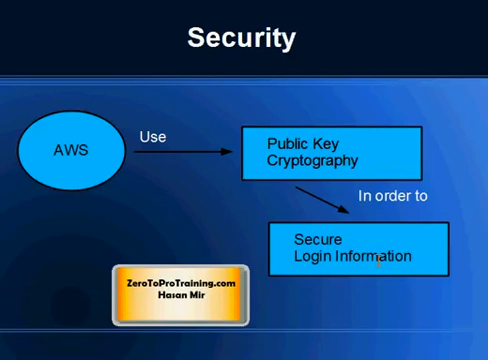 Security
AWS
Use
Public Key
Cryptography
In order to
Secure
Login Information
ZeroToProTraining.com
Hasan Mir